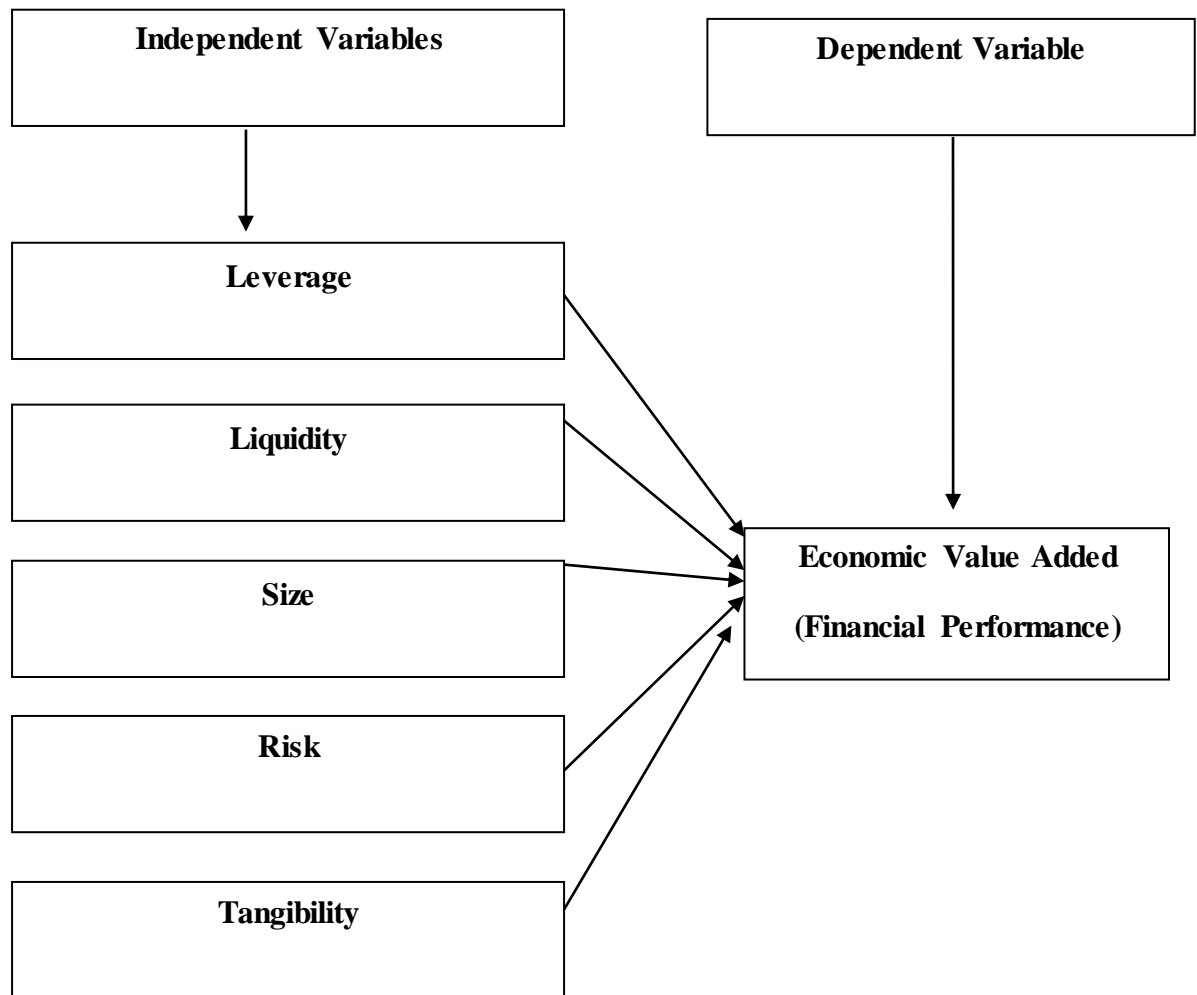 Independent Variables
Dependent Variable
Leverage
Liquidity
Economic Value Added
(Financial Performance)
Size
Risk
Tangibility